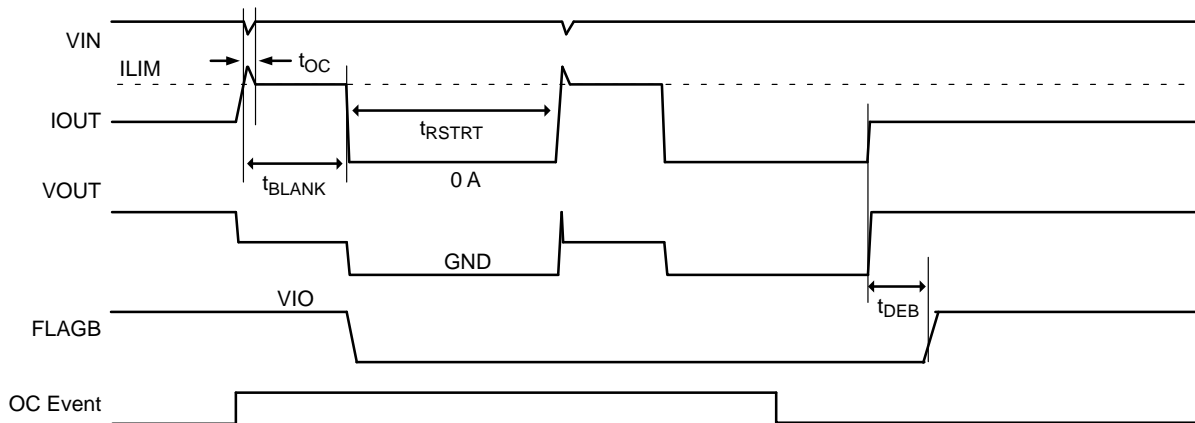 VIN
ILIM
tOC
IOUT
tRSTRT
tBLANK
0 A
VOUT
GND
VIO
tDEB
FLAGB
OC Event